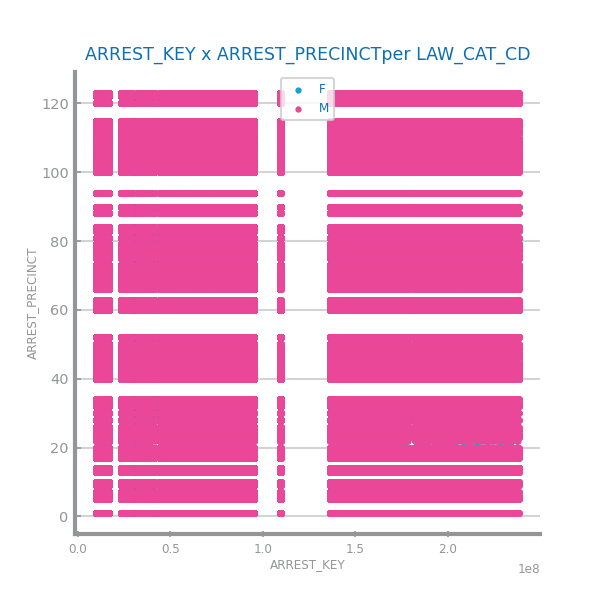 ARREST_KEY x ARREST_PRECINCTper LAW_CAT_CD
F
M
120
100
80
60
40
20
0
ARREST_PRECINCT
0.0 0.5 1.0 1.5 2.0
ARREST_KEY
1e8